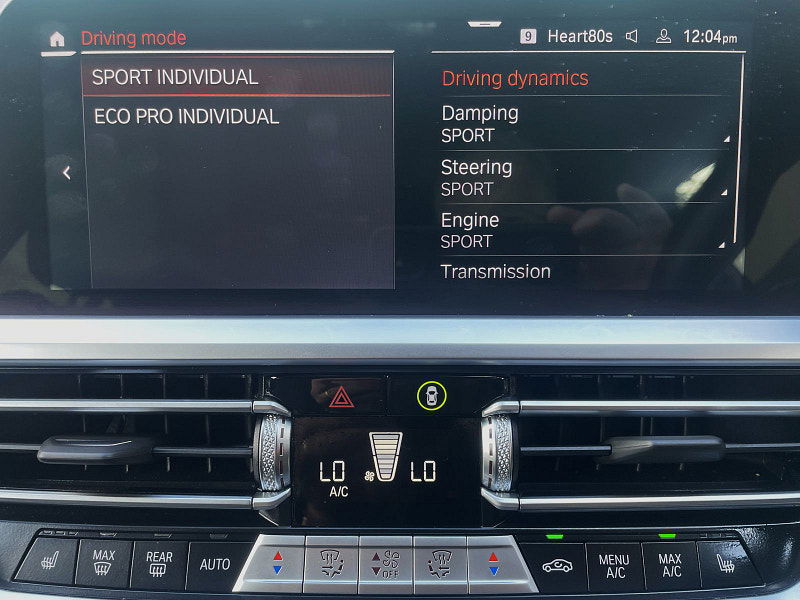 Driving mode
9 Heart80s 12:04pm
SPORT INDIVIDUAL
ECO PRO INDIVIDUAL
Driving dynamics
Damping
SPORT
Steering
SPORT
Engine
SPORT
Transmission
LO LO
A/C
MAX
REAR
AUTO
OFF
MENU
A/C
MAX
A/C